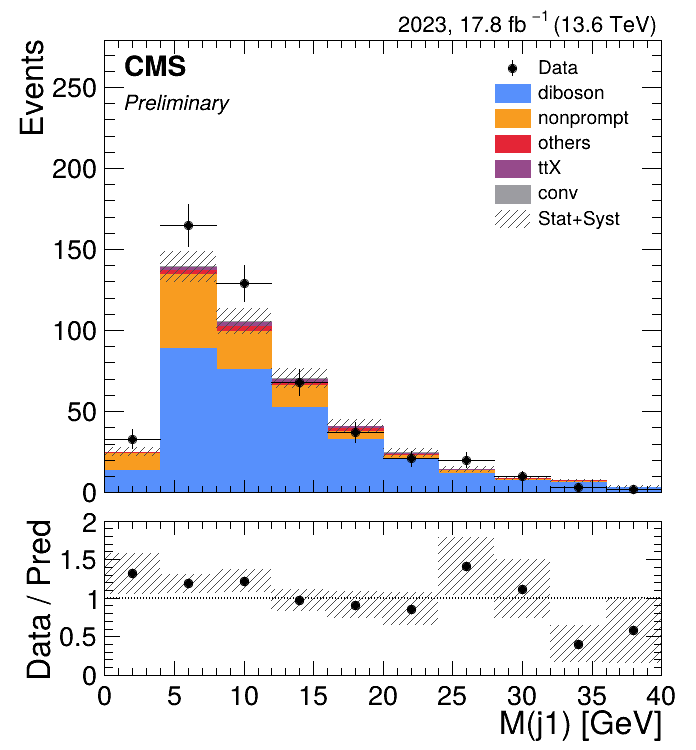 2023, 17.8 fb⁻¹ (13.6 TeV)
CMS
Preliminary
Data
diboson
nonprompt
others
ttX
conv
Stat+Syst
Events
250
200
150
100
50
0
Data / Pred
2
1.5
1
0.5
0
0 5 10 15 20 25 30 35 40
M(j1) [GeV]